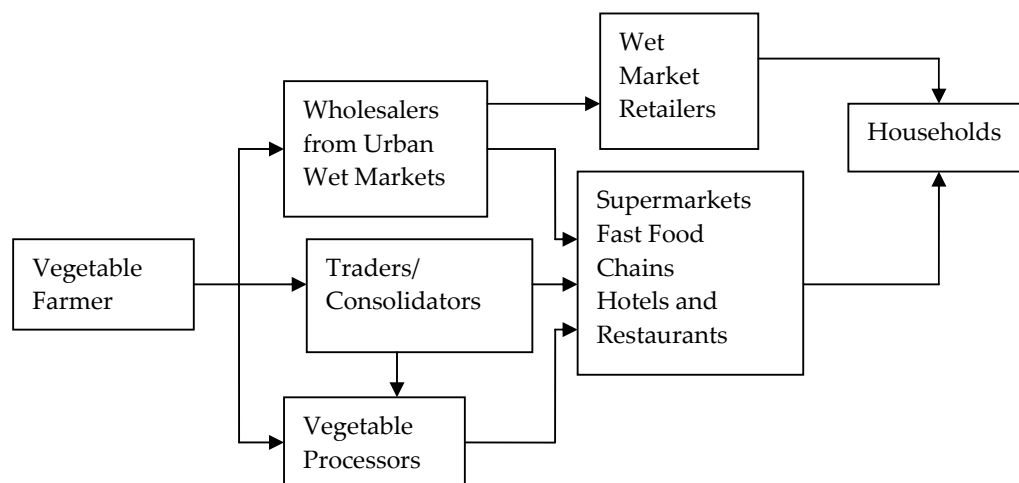 Wet
Market
Retailers
Wholesalers
from Urban
Wet Markets
Households
Supermarkets
Fast Food
Chains
Hotels and
Restaurants
Vegetable
Farmer
Traders/
Consolidators
Vegetable
Processors